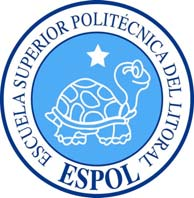 ESCUELA SUPERIOR POLITÉCNICA DEL LITORAL
ESPOL